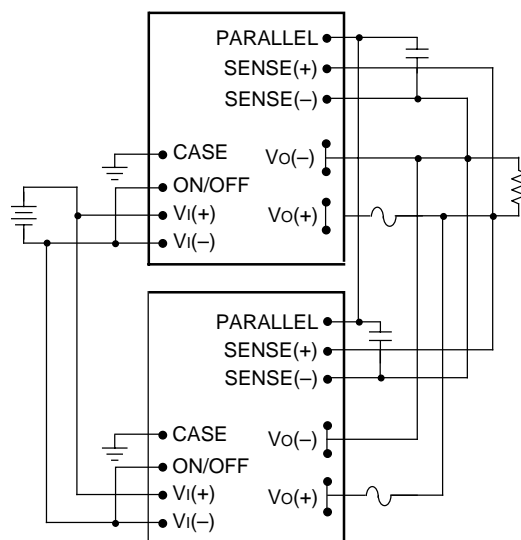 PARALLEL
SENSE(+)
SENSE(–)
CASE
VO(–)
ON/OFF
VI(+)
VO(+)
VI(–)
PARALLEL
SENSE(+)
SENSE(–)
CASE
VO(–)
ON/OFF
VI(+)
VO(+)
VI(–)